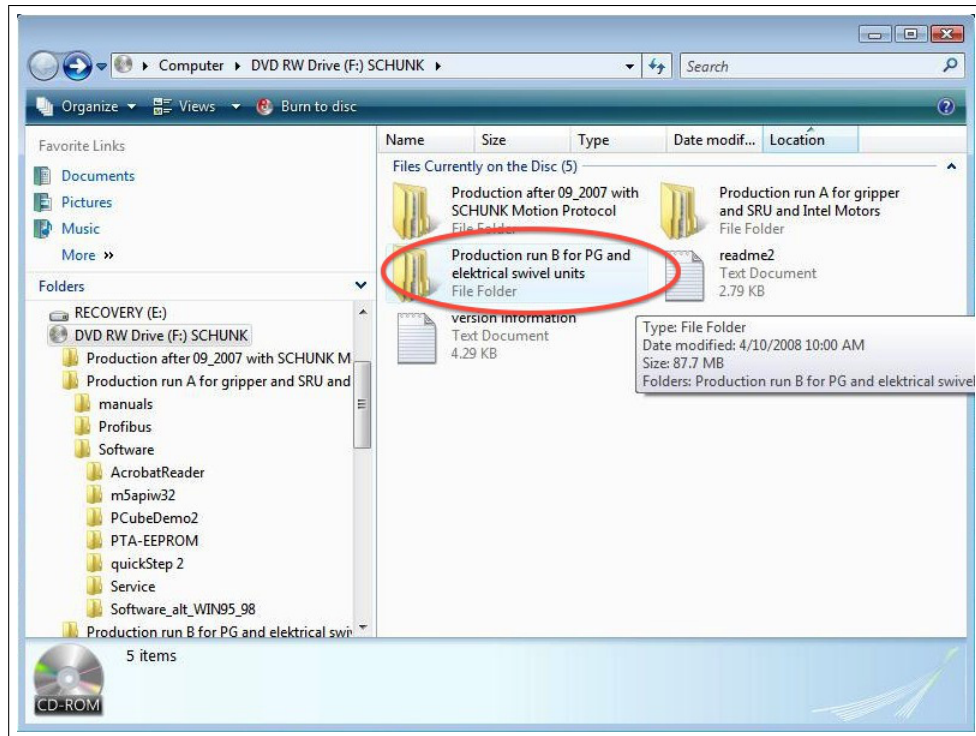 Computer DVD RW Drive (F:) SCHUNK
Search
Organize Views Burn to disc
Favorite Links
Documents
Pictures
Music
More
Folders
RECOVERY (E:)
DVD RW Drive (F:) SCHUNK
Production after 09_2007 with SCHUNK M
Production run A for gripper and SRU and
manuals
Profibus
Software
AcrobatReader
m5apiw32
PCubeDemo2
PTA-EEPROM
quickStep 2
Service
Software_alt_WIN95_98
Production run B for PG and elektrical swi
Name Size Type Date modif... Location
Files Currently on the Disc (5)
Production after 09_2007 with
SCHUNK Motion Protocol
File Folder
Production run A for gripper
and SRU and Intel Motors
File Folder
Production run B for PG and
elektrical swivel units
File Folder
readme2
Text Document
2.79 KB
version information
Text Document
4.29 KB
Type: File Folder
Date modified: 4/10/2008 10:00 AM
Size: 87.7 MB
Folders: Production run B for PG and elektrical swivel
5 items
CD-ROM